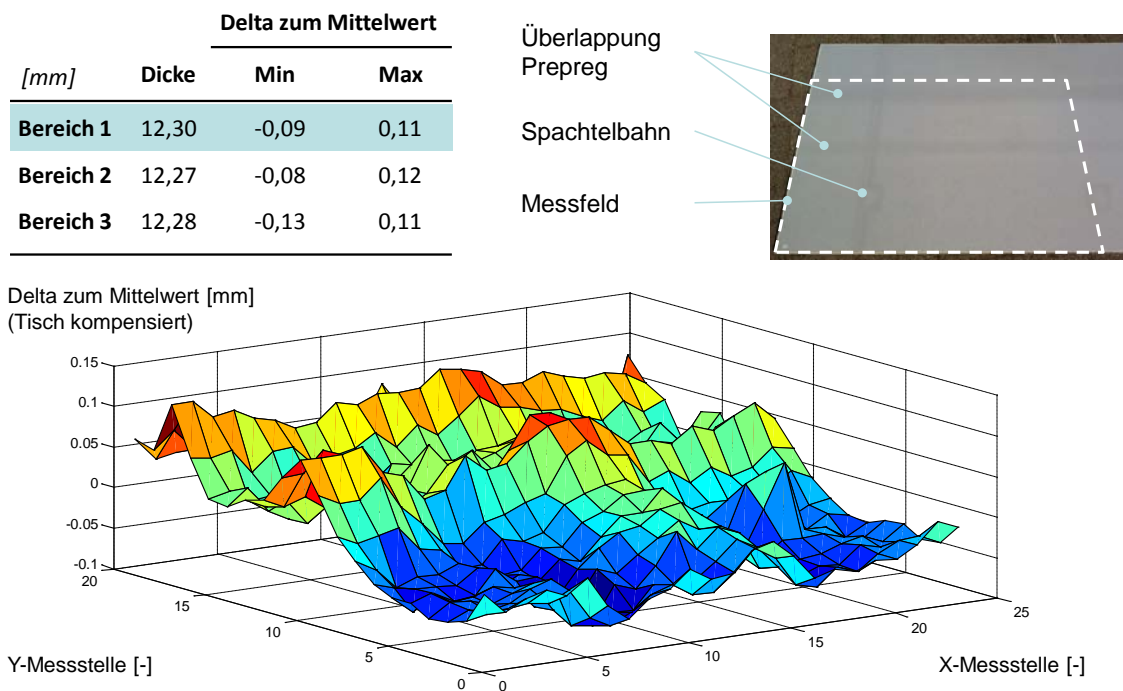 Delta zum Mittelwert
[mm] Dicke Min Max
Bereich 1 12,30 -0,09 0,11
Bereich 2 12,27 -0,08 0,12
Bereich 3 12,28 -0,13 0,11
Überlappung
Prepreg
Spachtelbahn
Messfeld
Delta zum Mittelwert [mm]
(Tisch kompensiert)
0.15
0.1
0.05
0
-0.05
-0.1
20
15
10
5
0
0
5
10
15
20
25
Y-Messstelle [-]
X-Messstelle [-]